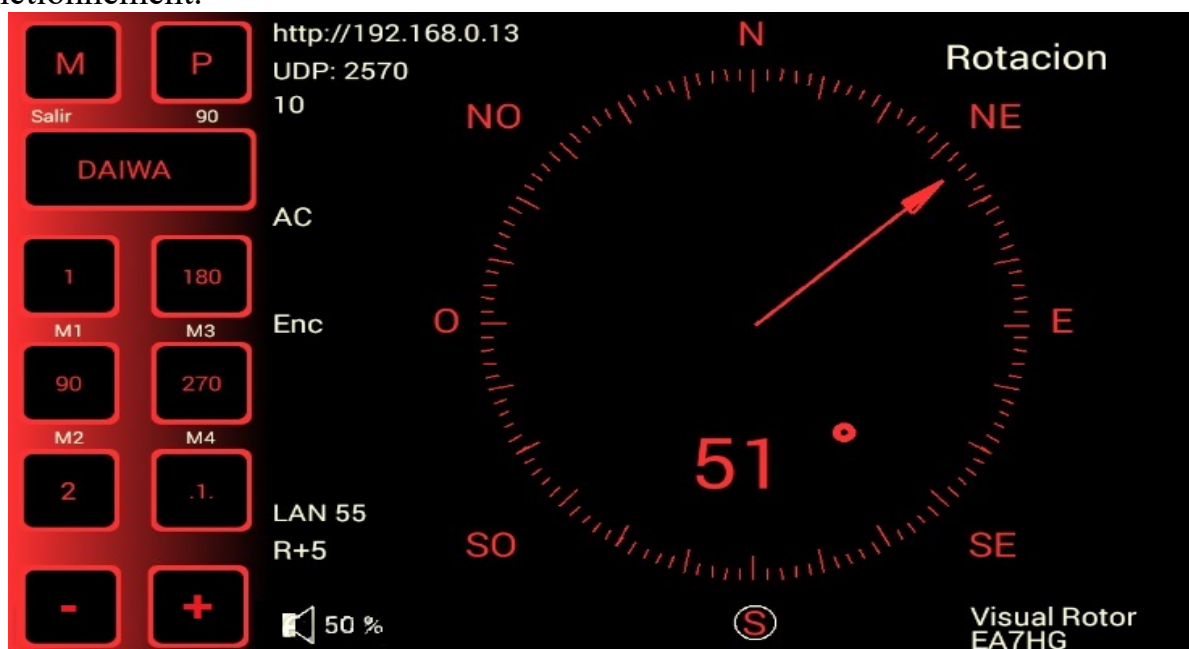 M
P
Salir
90
DAIWA
1
180
M1
M3
90
270
M2
M4
2
.1.
-
+
http://192.168.0.13
UDP: 2570
10
AC
Enc
LAN 55
R+5
50 %
N
Rotacion
NO
NE
O
E
51 °
SO
SE
S
Visual Rotor
EA7HG